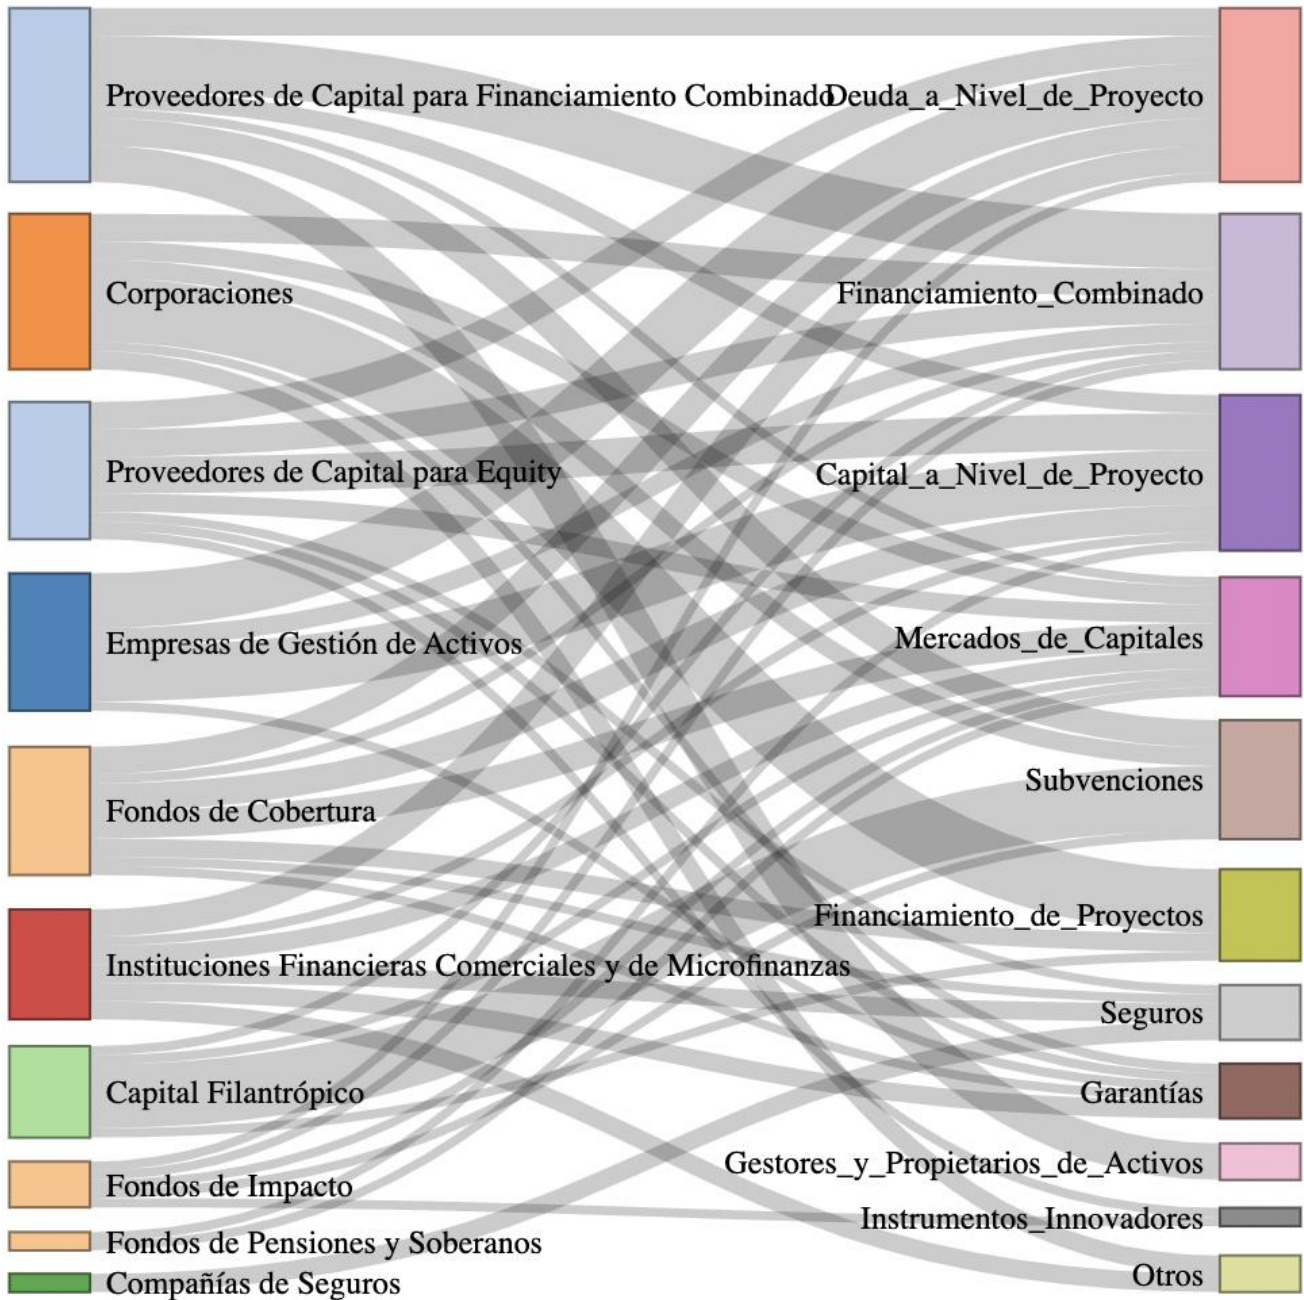 Proveedores de Capital para Financiamiento Combinado
Deuda_a_Nivel_de_Proyecto
Corporaciones
Financiamiento_Combinado
Proveedores de Capital para Equity
Capital_a_Nivel_de_Proyecto
Empresas de Gestión de Activos
Mercados_de_Capitales
Subvenciones
Fondos de Cobertura
Financiamiento_de_Proyectos
Instituciones Financieras Comerciales y de Microfinanzas
Seguros
Capital Filantrópico
Garantías
Gestores_y_Propietarios_de_Activos
Fondos de Impacto
Instrumentos_Innovadores
Fondos de Pensiones y Soberanos
Otros
Compañías de Seguros